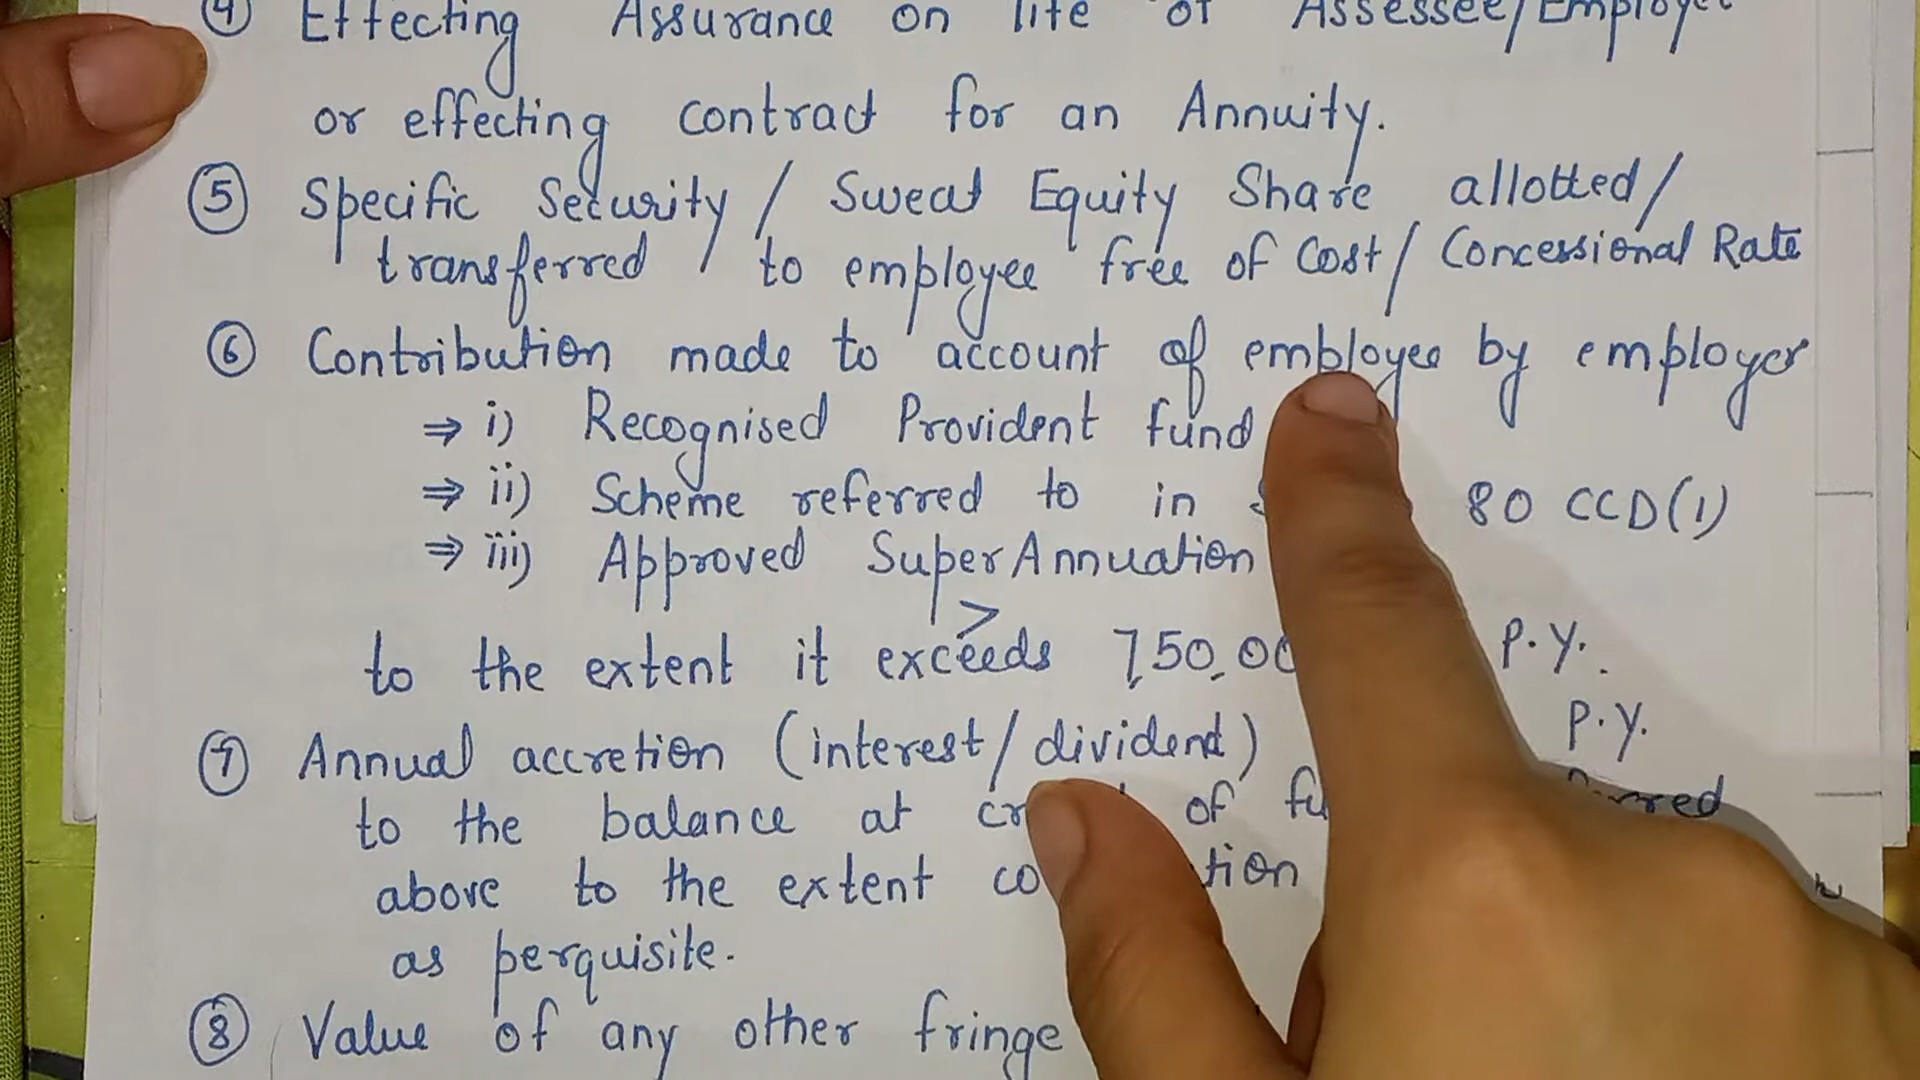 ④ Effecting Assurance on life of Assessee/Employee
or effecting contract for an Annuity.
⑤ Specific Security / Sweat Equity Share allotted/
transferred / to employee free of Cost / Concessional Rate
⑥ Contribution made to account of employee by employer
⇒ i) Recognised Provident fund
⇒ ii) Scheme referred to in 80 CCD(1)
⇒ iii) Approved SuperAnnuation
>
to the extent it exceeds 7,50,00 P.Y.
⑦ Annual accretion (interest/dividend) P.Y.
to the balance at of
above to the extent
as perquisite.
⑧ Value of any other fringe